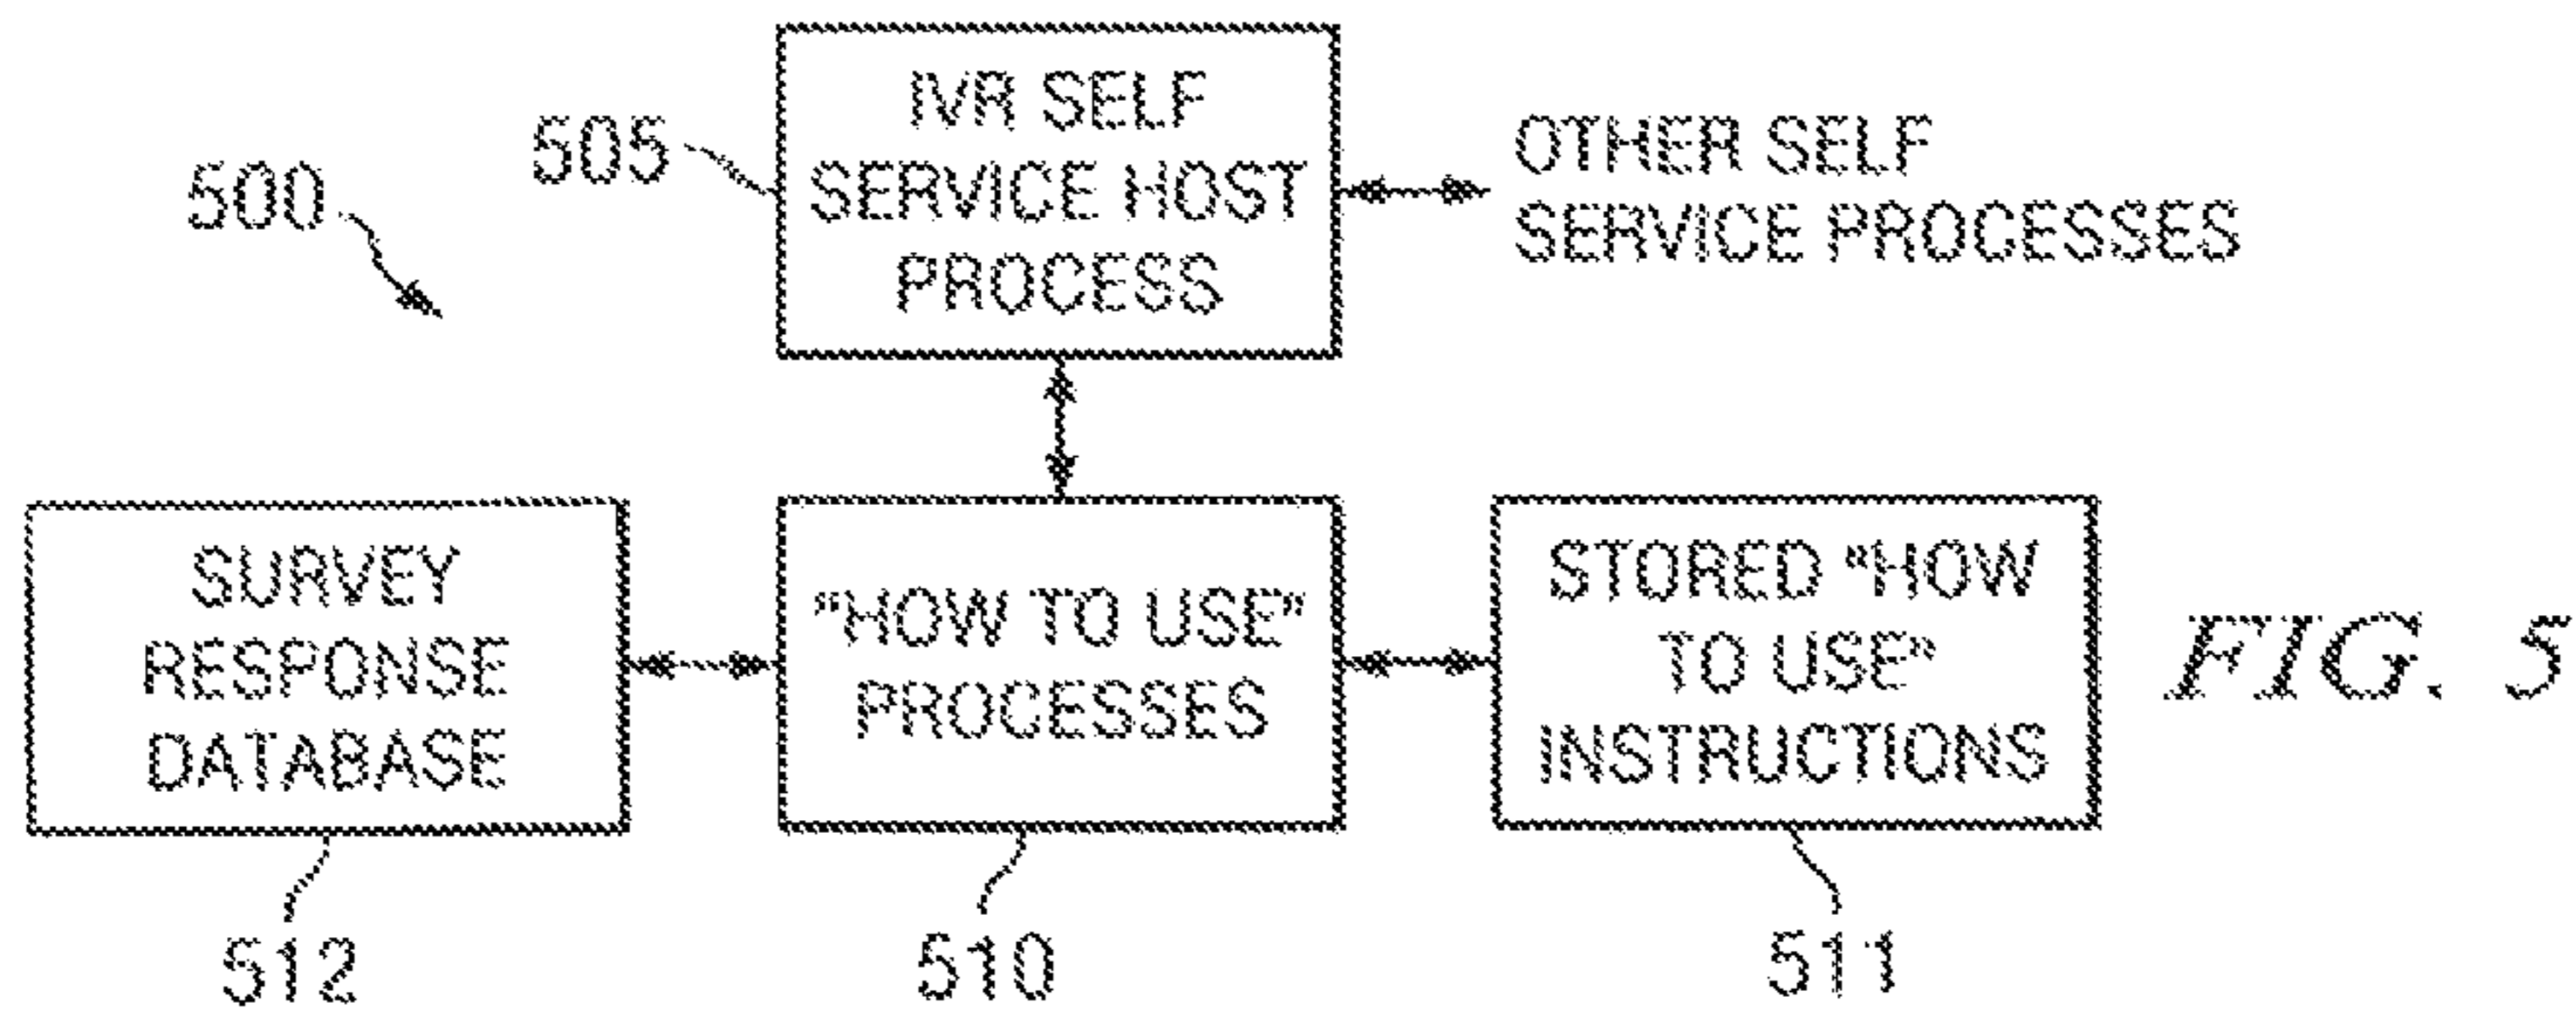 500
505
IVR SELF
SERVICE HOST
PROCESS
OTHER SELF
SERVICE PROCESSES
SURVEY
RESPONSE
DATABASE
"HOW TO USE"
PROCESSES
STORED "HOW
TO USE"
INSTRUCTIONS
FIG. 5
512
510
511